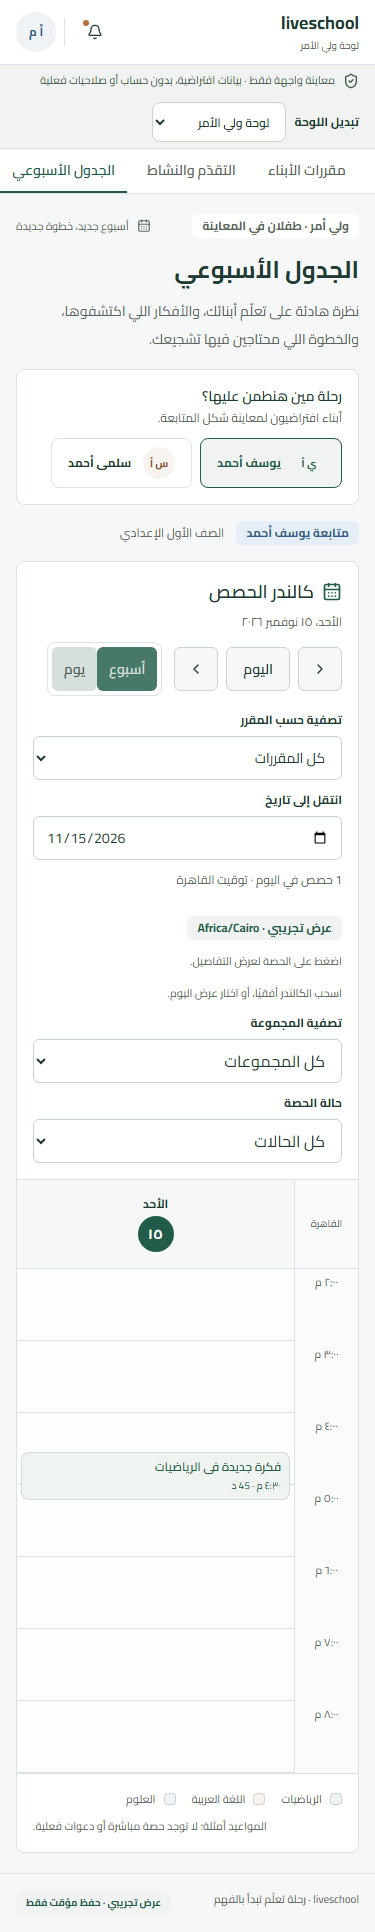 liveschool
لوحة ولي الأمر
أ م
معاينة واجهة فقط · بيانات افتراضية، بدون حساب أو صلاحيات فعلية
تبديل اللوحة
لوحة ولي الأمر
مقررات الأبناء
التقدّم والنشاط
الجدول الأسبوعي
ولي أمر · طفلان في المعاينة
أسبوع جديد، خطوة جديدة
الجدول الأسبوعي
نظرة هادئة على تعلّم أبنائك، والأفكار اللي اكتشفوها،
والخطوة اللي محتاجين فيها تشجيعك.
رحلة مين هنطمن عليها؟
أبناء افتراضيون لمعاينة شكل المتابعة.
ي أ
يوسف أحمد
س أ
سلمى أحمد
متابعة يوسف أحمد
الصف الأول الإعدادي
كالندر الحصص
الأحد، ١٥ نوفمبر ٢٠٢٦
اليوم
أسبوع
يوم
تصفية حسب المقرر
كل المقررات
انتقل إلى تاريخ
11/15/2026
1 حصص في اليوم · توقيت القاهرة
عرض تجريبي · Africa/Cairo
اضغط على الحصة لعرض التفاصيل.
اسحب الكالندر أفقيًا، أو اختار عرض اليوم.
تصفية المجموعة
كل المجموعات
حالة الحصة
كل الحالات
القاهرة
الأحد
١٥
٢:٠٠ م
٣:٠٠ م
٤:٠٠ م
فكرة جديدة في الرياضيات
٤:٣٠ م · 45 د
٥:٠٠ م
٦:٠٠ م
٧:٠٠ م
٨:٠٠ م
الرياضيات
اللغة العربية
العلوم
المواعيد أمثلة؛ لا توجد حصة مباشرة أو دعوات فعلية.
liveschool · رحلة تعلّم تبدأ بالفهم
عرض تجريبي · حفظ مؤقت فقط